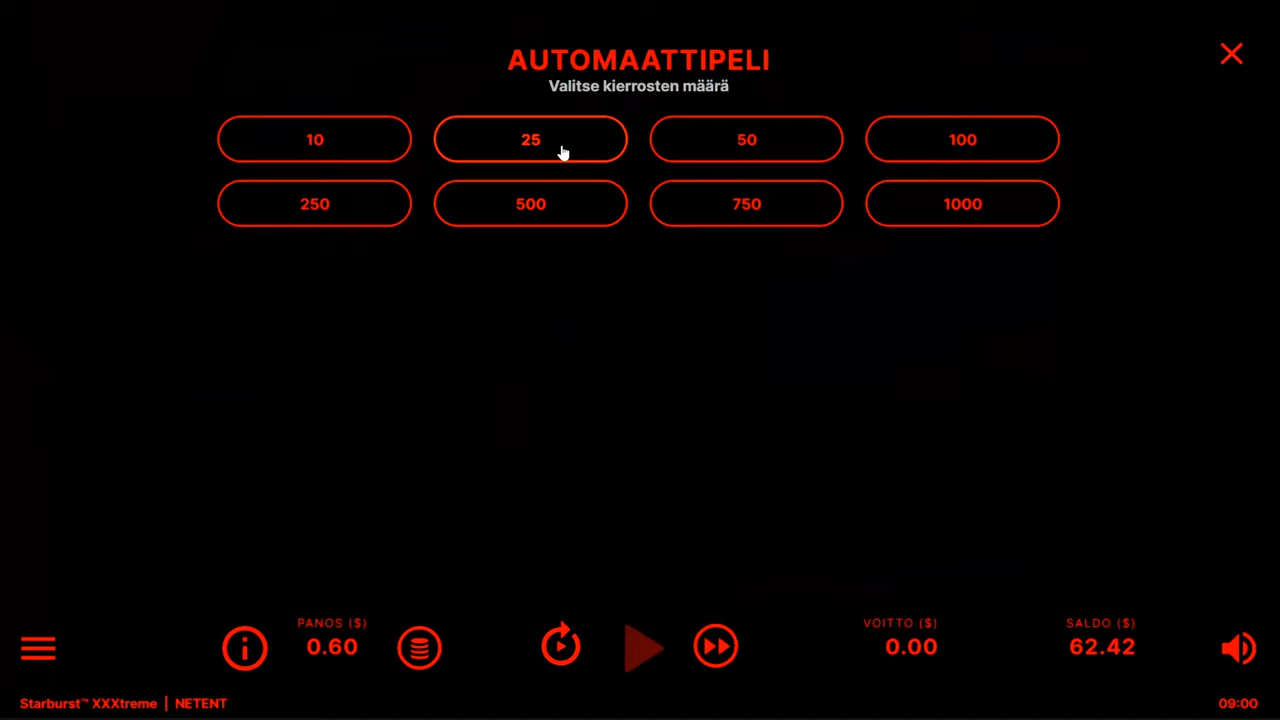 AUTOMAATTIPELI
Valitse kierrosten määrä
10 25 50 100
250 500 750 1000
PANOS ($) VOITTO ($) SALDO ($)
0.60 0.00 62.42
Starburst™ XXXtreme | NETENT 09:00